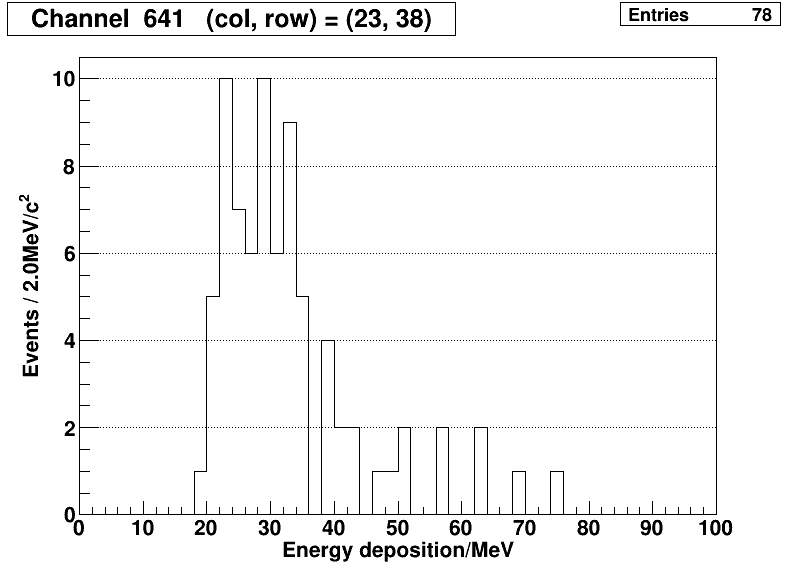 Channel 641 (col, row) = (23, 38)
Entries 78
Events / 2.0MeV/c²
10
8
6
4
2
0
0 10 20 30 40 50 60 70 80 90 100
Energy deposition/MeV